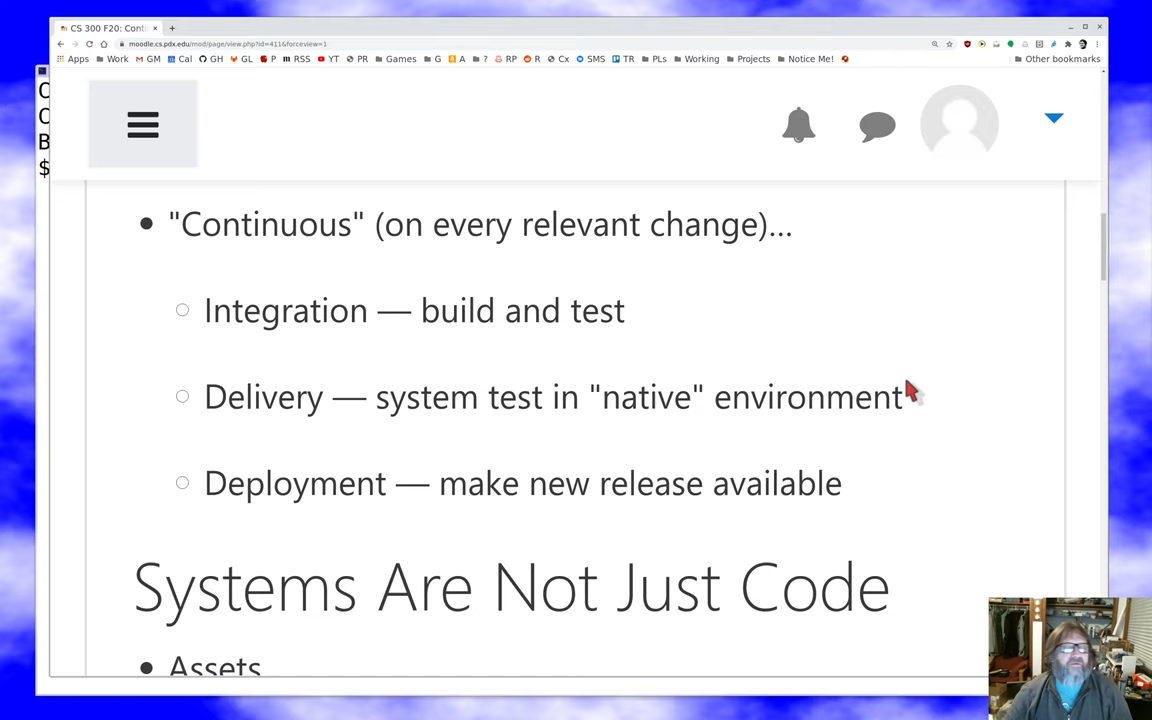 CS 300 F20: Conti
moodle.cs.pdx.edu/mod/page/view.php?id=411&forceview=1
Apps Work GM Cal GH GL P RSS YT PR Games G A ? RP R Cx SMS TR PLs Working Projects Notice Me! Other bookmarks
C
C
B
$
• "Continuous" (on every relevant change)...
○ Integration — build and test
○ Delivery — system test in "native" environment
○ Deployment — make new release available
Systems Are Not Just Code
• Assets